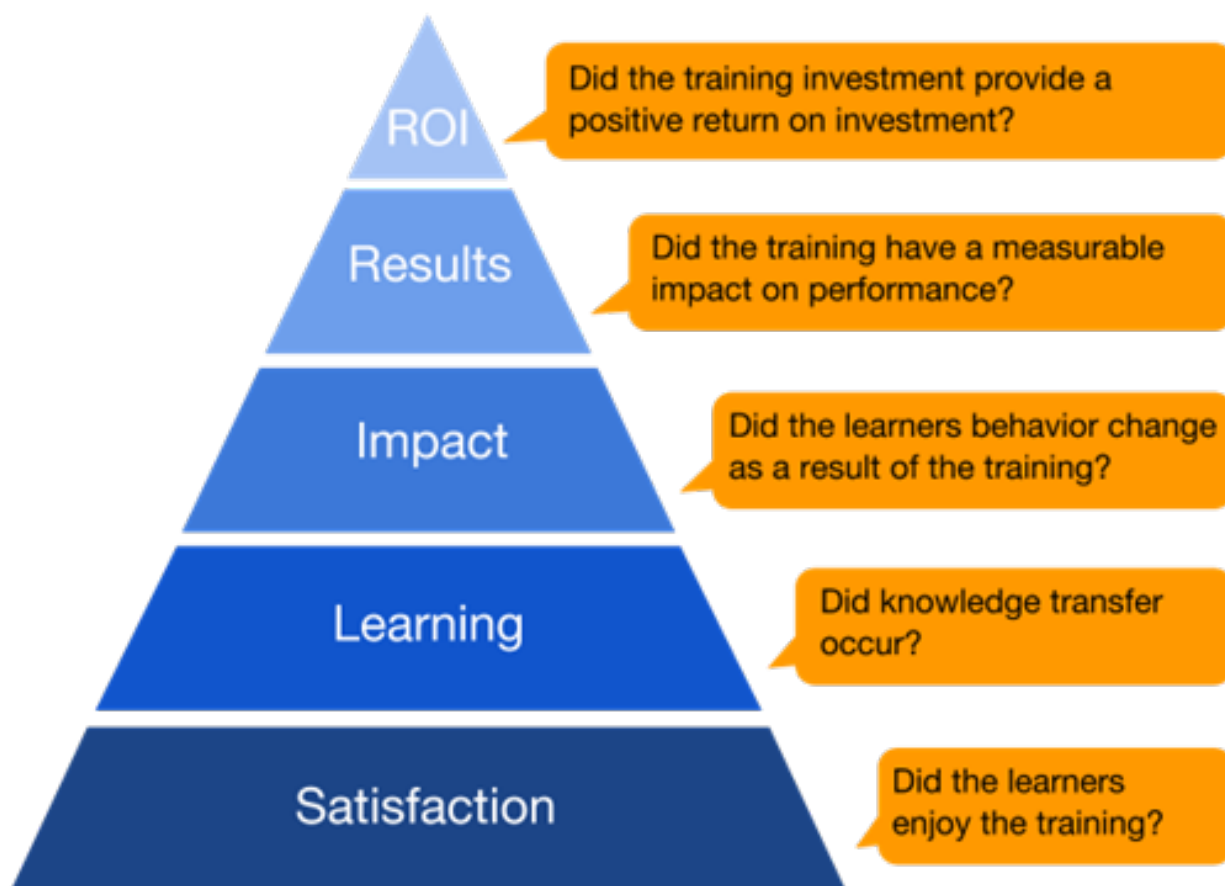 ROI
Did the training investment provide a
positive return on investment?
Results
Did the training have a measurable
impact on performance?
Impact
Did the learners behavior change
as a result of the training?
Learning
Did knowledge transfer
occur?
Satisfaction
Did the learners
enjoy the training?